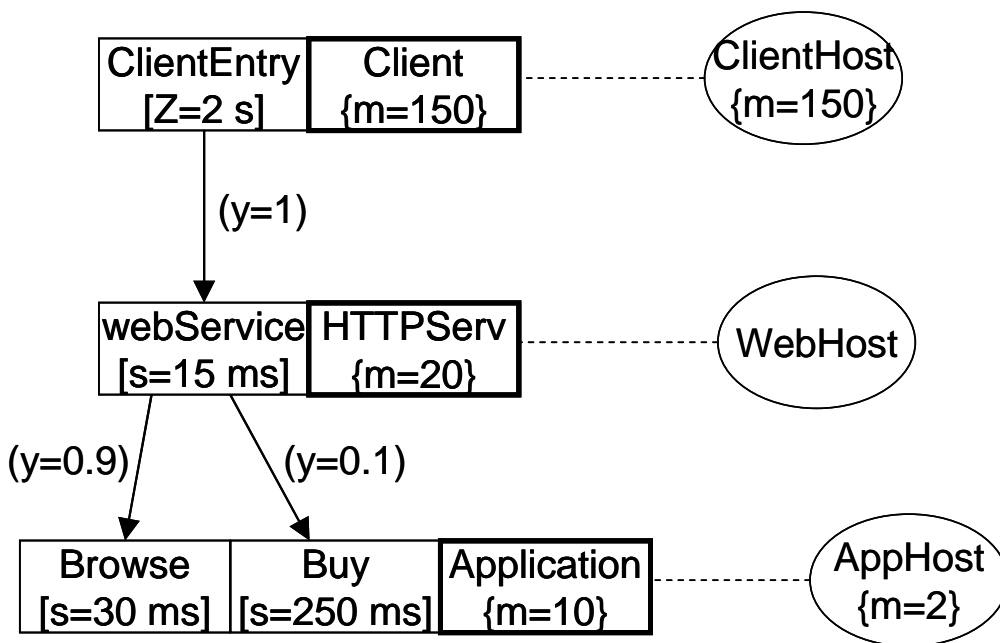 ClientEntry
[Z=2 s]
Client
{m=150}
ClientHost
{m=150}
(y=1)
webService
[s=15 ms]
HTTPServ
{m=20}
WebHost
(y=0.9)
(y=0.1)
Browse
[s=30 ms]
Buy
[s=250 ms]
Application
{m=10}
AppHost
{m=2}